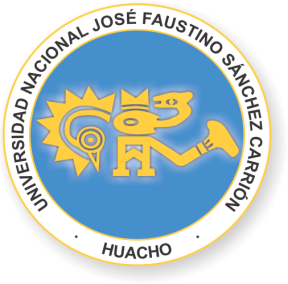 UNIVERSIDAD NACIONAL JOSÉ FAUSTINO SÁNCHEZ CARRIÓN
· HUACHO ·